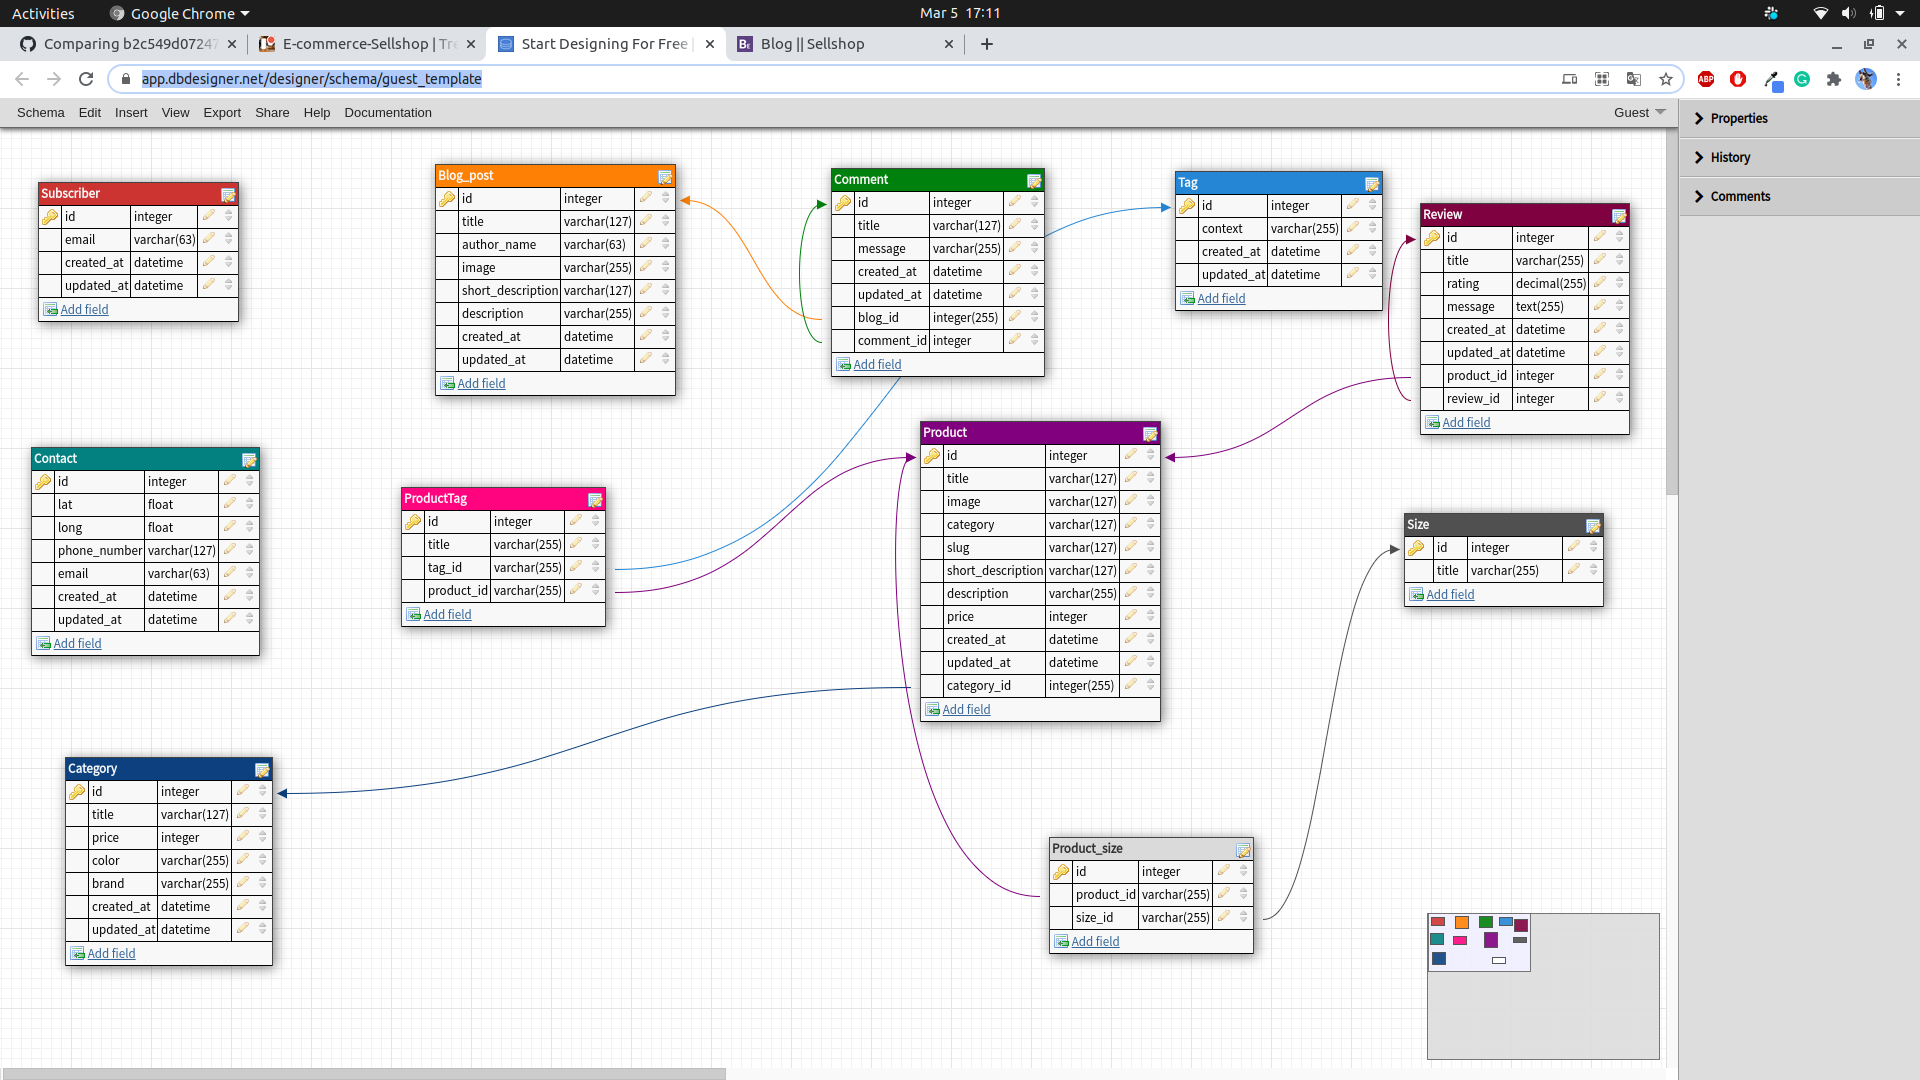 Activities
Google Chrome
Mar 5 17:11
Comparing b2c549d07247
E-commerce-Sellshop | Tre
Start Designing For Free |
Blog || Sellshop
app.dbdesigner.net/designer/schema/guest_template
Schema Edit Insert View Export Share Help Documentation
Guest
Properties
History
Comments
Subscriber
id integer
email varchar(63)
created_at datetime
updated_at datetime
Add field
Blog_post
id integer
title varchar(127)
author_name varchar(63)
image varchar(255)
short_description varchar(127)
description varchar(255)
created_at datetime
updated_at datetime
Add field
Comment
id integer
title varchar(127)
message varchar(255)
created_at datetime
updated_at datetime
blog_id integer(255)
comment_id integer
Add field
Tag
id integer
context varchar(255)
created_at datetime
updated_at datetime
Add field
Review
id integer
title varchar(255)
rating decimal(255)
message text(255)
created_at datetime
updated_at datetime
product_id integer
review_id integer
Add field
Contact
id integer
lat float
long float
phone_number varchar(127)
email varchar(63)
created_at datetime
updated_at datetime
Add field
ProductTag
id integer
title varchar(255)
tag_id varchar(255)
product_id varchar(255)
Add field
Product
id integer
title varchar(127)
image varchar(127)
category varchar(127)
slug varchar(127)
short_description varchar(127)
description varchar(255)
price integer
created_at datetime
updated_at datetime
category_id integer(255)
Add field
Size
id integer
title varchar(255)
Add field
Category
id integer
title varchar(127)
price integer
color varchar(255)
brand varchar(255)
created_at datetime
updated_at datetime
Add field
Product_size
id integer
product_id varchar(255)
size_id varchar(255)
Add field